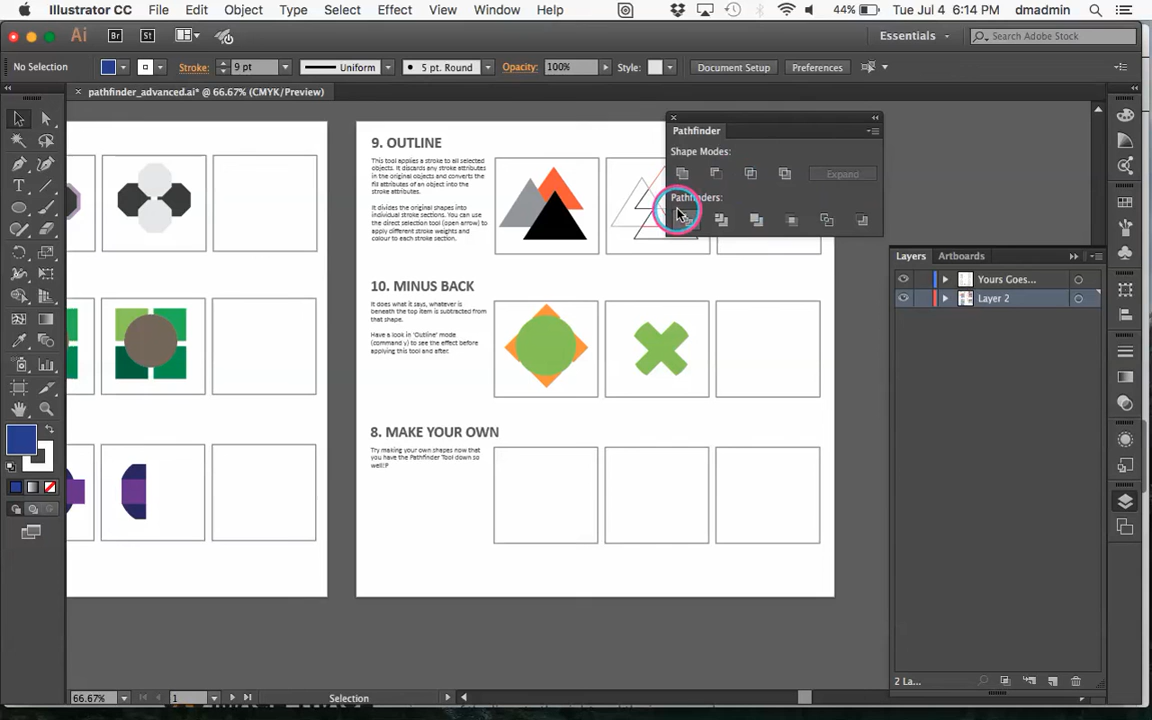 Illustrator CC File Edit Object Type Select Effect View Window Help 44% Tue Jul 4 6:14 PM dmadmin
Ai Br St Essentials Search Adobe Stock
No Selection Stroke: 9 pt Uniform 5 pt. Round Opacity: 100% Style: Document Setup Preferences
pathfinder_advanced.ai* @ 66.67% (CMYK/Preview)
Pathfinder
Shape Modes:
Expand
Pathfinders:
9. OUTLINE
This tool applies a stroke to all selected
objects. It discards any stroke attributes
in the original objects and converts the
fill attributes of an object into the
stroke.
It divides the original shapes into
individual stroke sections. You can use
the direct selection tool (open arrow) to
apply different stroke weights and
colour to each stroke section.
10. MINUS BACK
It does what it says, whatever is
beneath the top item is subtracted from
that shape.
Have a look in 'Outline' mode
(command y) to see the effect before
applying this tool and after.
8. MAKE YOUR OWN
Try making your own shapes now that
you have the Pathfinder Tool down so
well!P
Layers Artboards
Yours Goes...
Layer 2
2 La...
66.67% 1 Selection